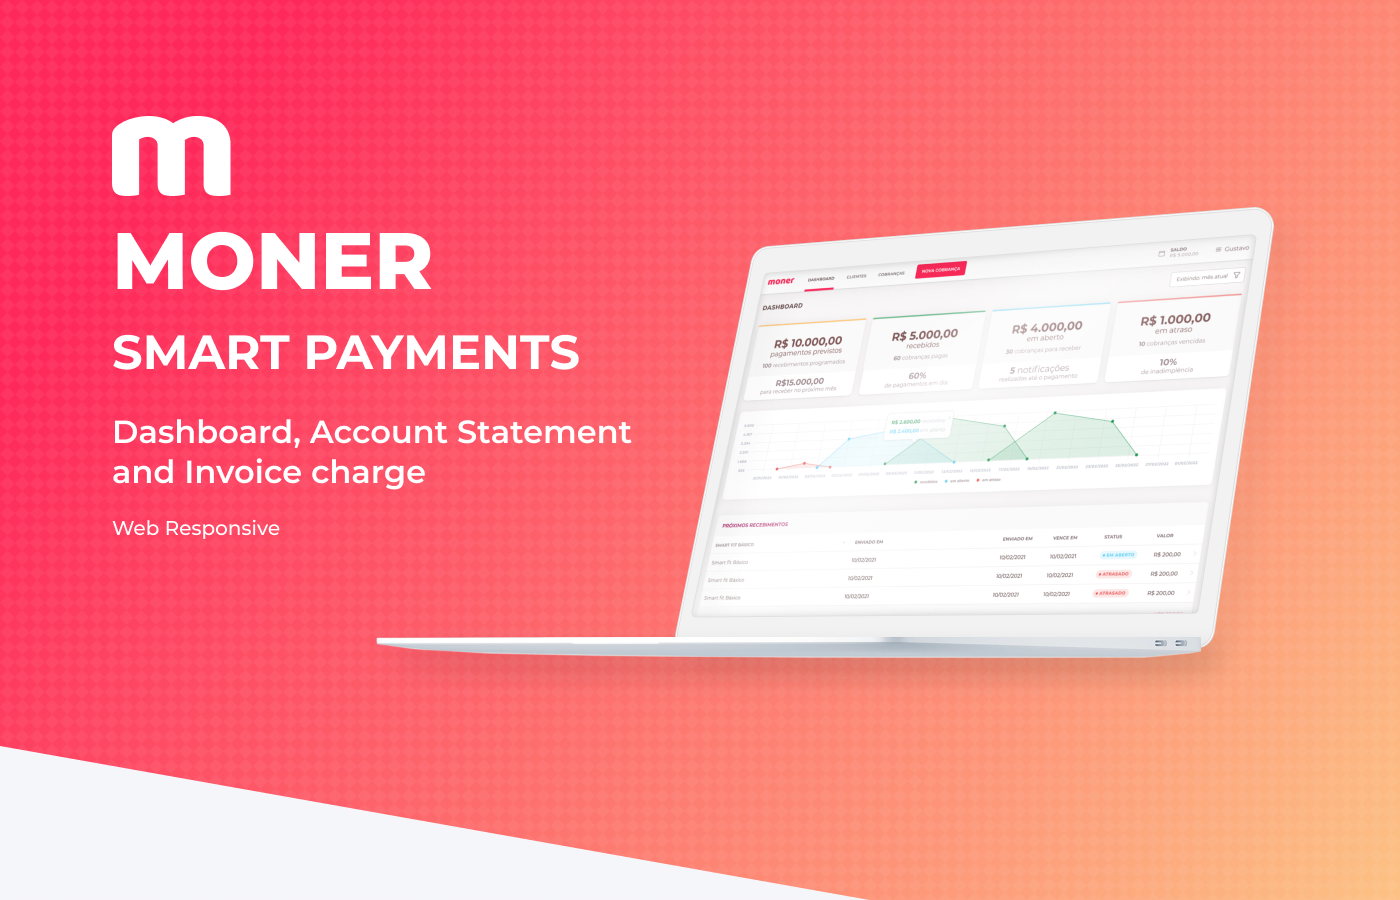 m
MONER
SMART PAYMENTS
Dashboard, Account Statement
and Invoice charge
Web Responsive
moner DASHBOARD CLIENTES COBRANÇAS NOVA COBRANÇA SALDO Gustavo
DASHBOARD Exibindo: mês atual
R$ 10.000,00
pagamentos previstos
100 recebimentos programados
R$15.000,00
para receber no próximo mês
R$ 5.000,00
recebidos
60 cobranças pagas
60%
de pagamentos em dia
R$ 4.000,00
em aberto
30 cobranças para receber
5 notificações
realizadas até o pagamento
R$ 1.000,00
em atraso
10 cobranças vencidas
10%
de inadimplência
R$ 2.600,00
recebidos em aberto em atraso
PRÓXIMOS RECEBIMENTOS
SMART FIT BÁSICO ENVIADO EM ENVIADO EM VENCE EM STATUS VALOR
Smart fit Básico 10/02/2021 10/02/2021 10/02/2021 EM ABERTO R$ 200,00
Smart fit Básico 10/02/2021 10/02/2021 10/02/2021 ATRASADO R$ 200,00
Smart fit Básico 10/02/2021 10/02/2021 10/02/2021 ATRASADO R$ 200,00